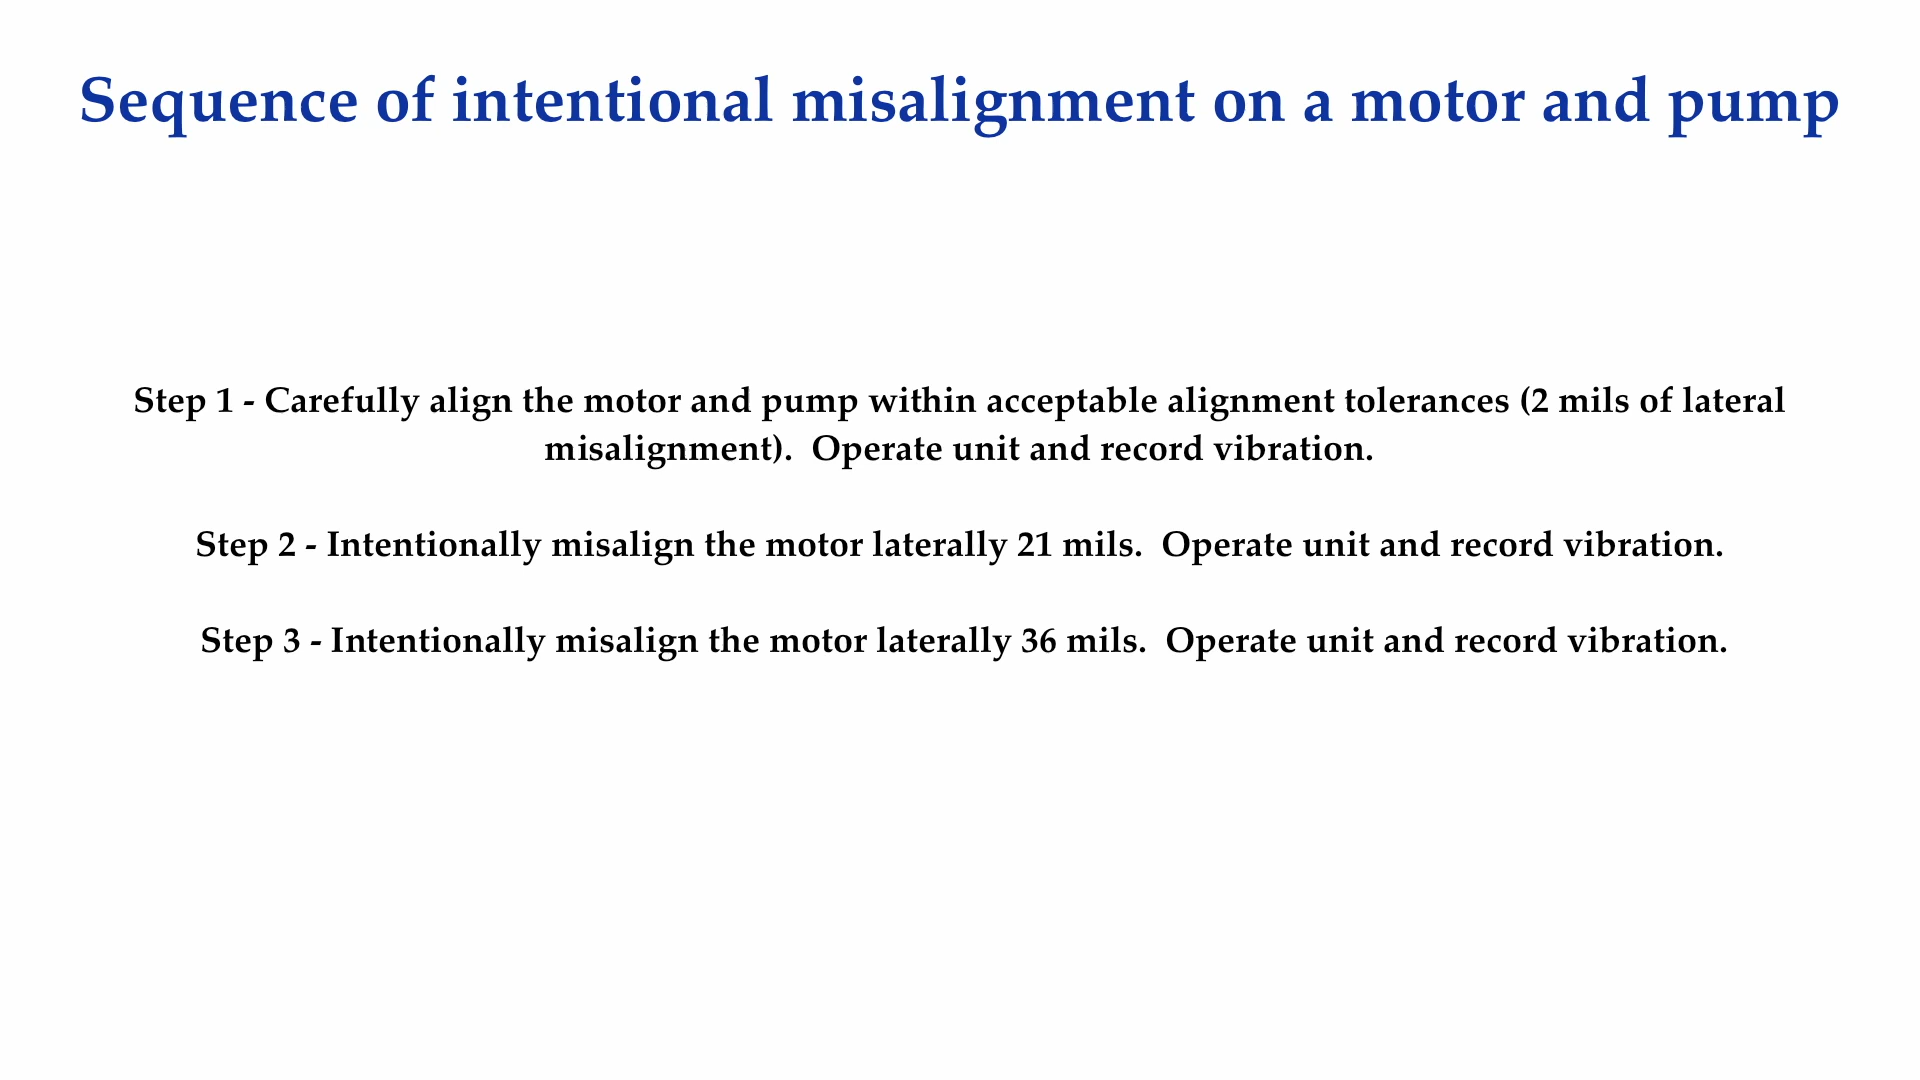 Sequence of intentional misalignment on a motor and pump
Step 1 - Carefully align the motor and pump within acceptable alignment tolerances (2 mils of lateral
misalignment).  Operate unit and record vibration.
Step 2 - Intentionally misalign the motor laterally 21 mils.  Operate unit and record vibration.
Step 3 - Intentionally misalign the motor laterally 36 mils.  Operate unit and record vibration.